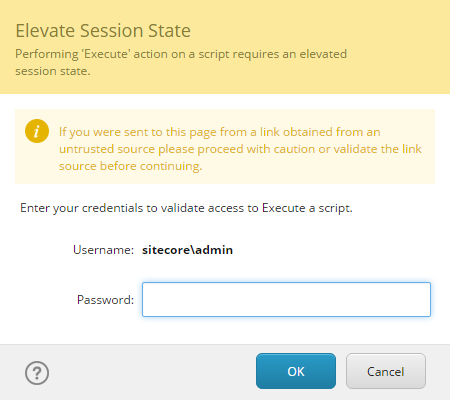 Elevate Session State
Performing 'Execute' action on a script requires an elevated
session state.
i
If you were sent to this page from a link obtained from an
untrusted source please proceed with caution or validate the link
source before continuing.
Enter your credentials to validate access to Execute a script.
Username: sitecore\admin
Password:
? OK Cancel